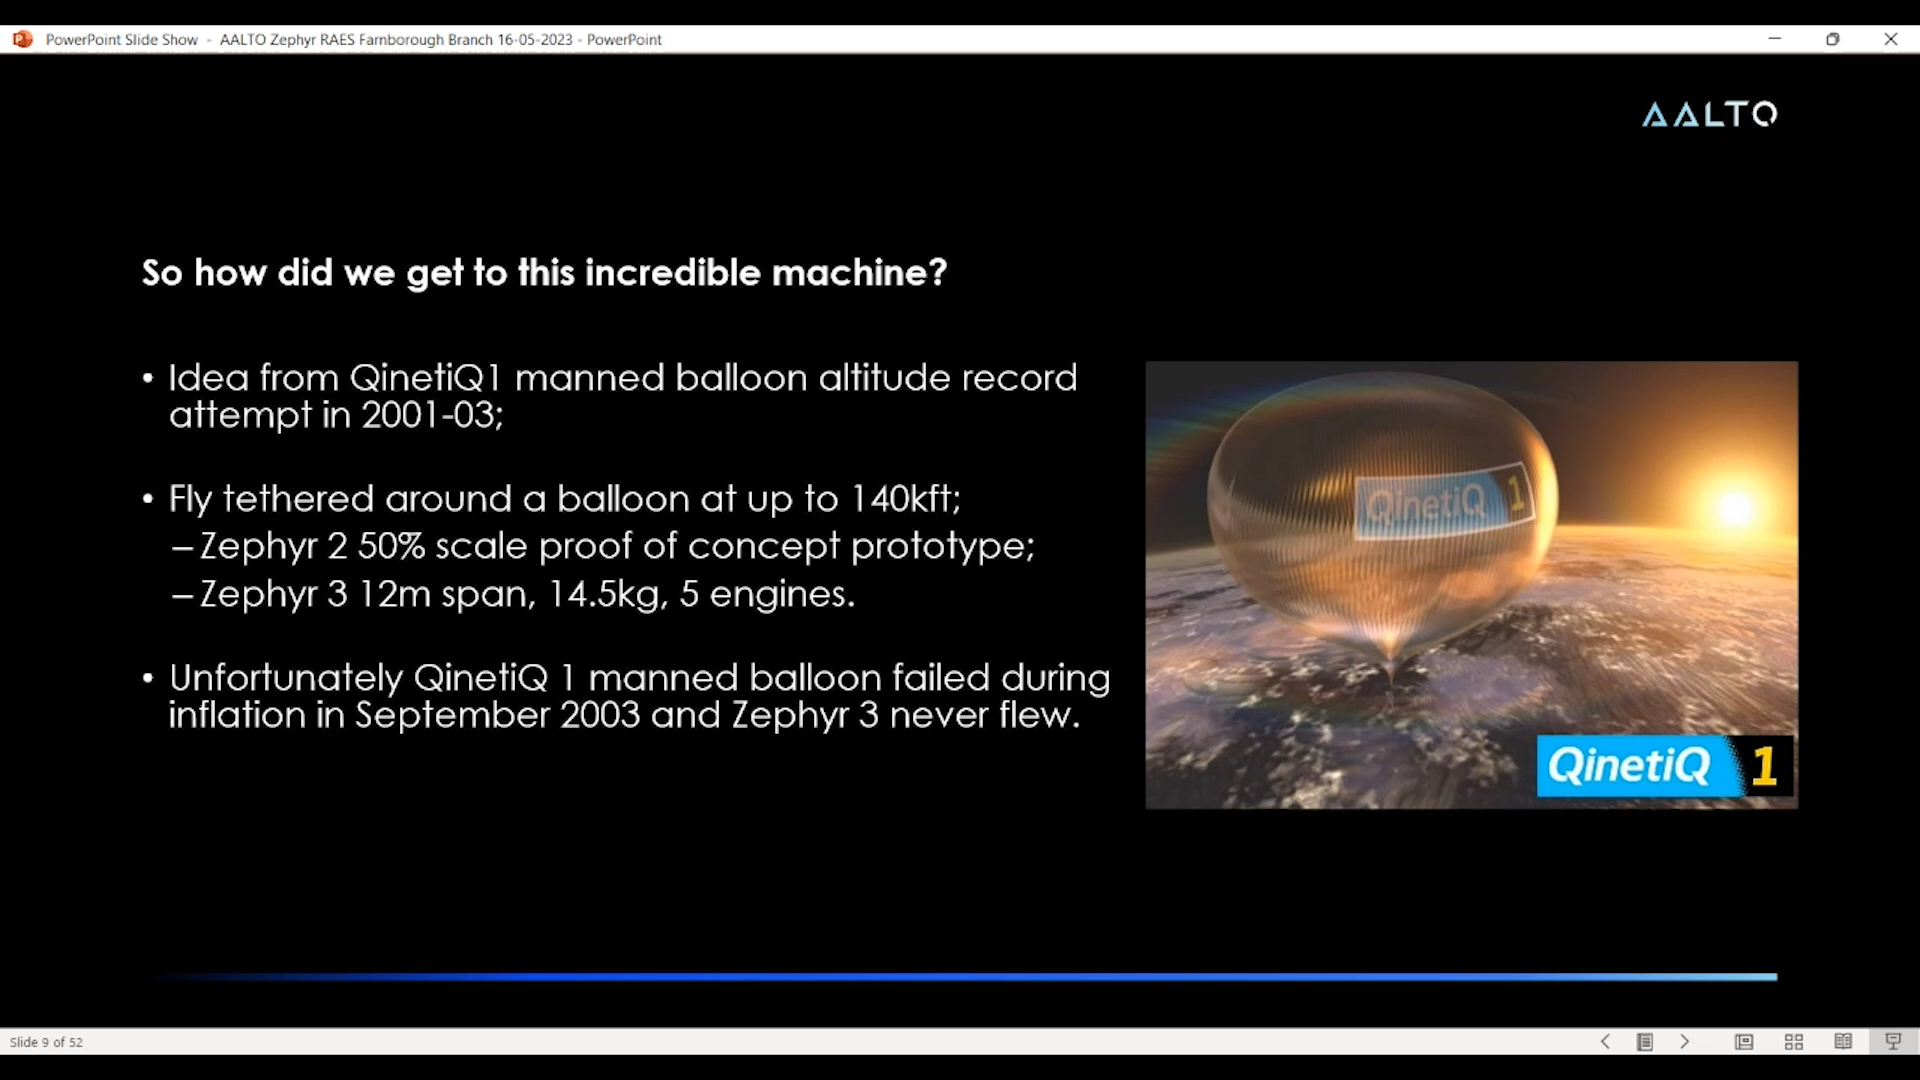 PowerPoint Slide Show - AALTO Zephyr RAES Farnborough Branch 16-05-2023 - PowerPoint
AALTO
So how did we get to this incredible machine?
• Idea from QinetiQ1 manned balloon altitude record
attempt in 2001-03;
• Fly tethered around a balloon at up to 140kft;
– Zephyr 2 50% scale proof of concept prototype;
– Zephyr 3 12m span, 14.5kg, 5 engines.
• Unfortunately QinetiQ 1 manned balloon failed during
inflation in September 2003 and Zephyr 3 never flew.
QinetiQ 1
QinetiQ 1
Slide 9 of 52